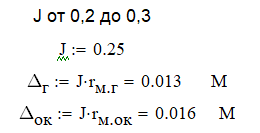 J от 0,2 до 0,3
J := 0.25
Δг := J·rм.г = 0.013 М
Δок := J·rм.ок = 0.016 М